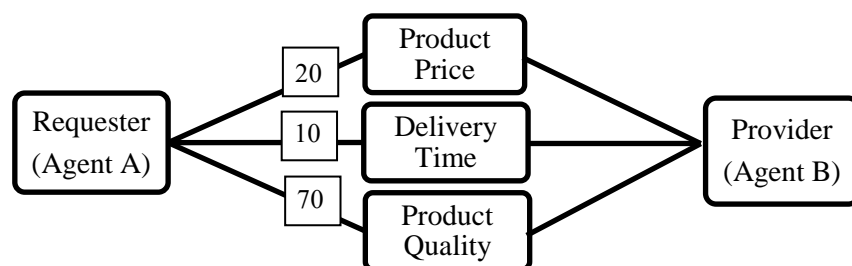 Product
Price
20
Requester
(Agent A)
10
Delivery
Time
Provider
(Agent B)
70
Product
Quality